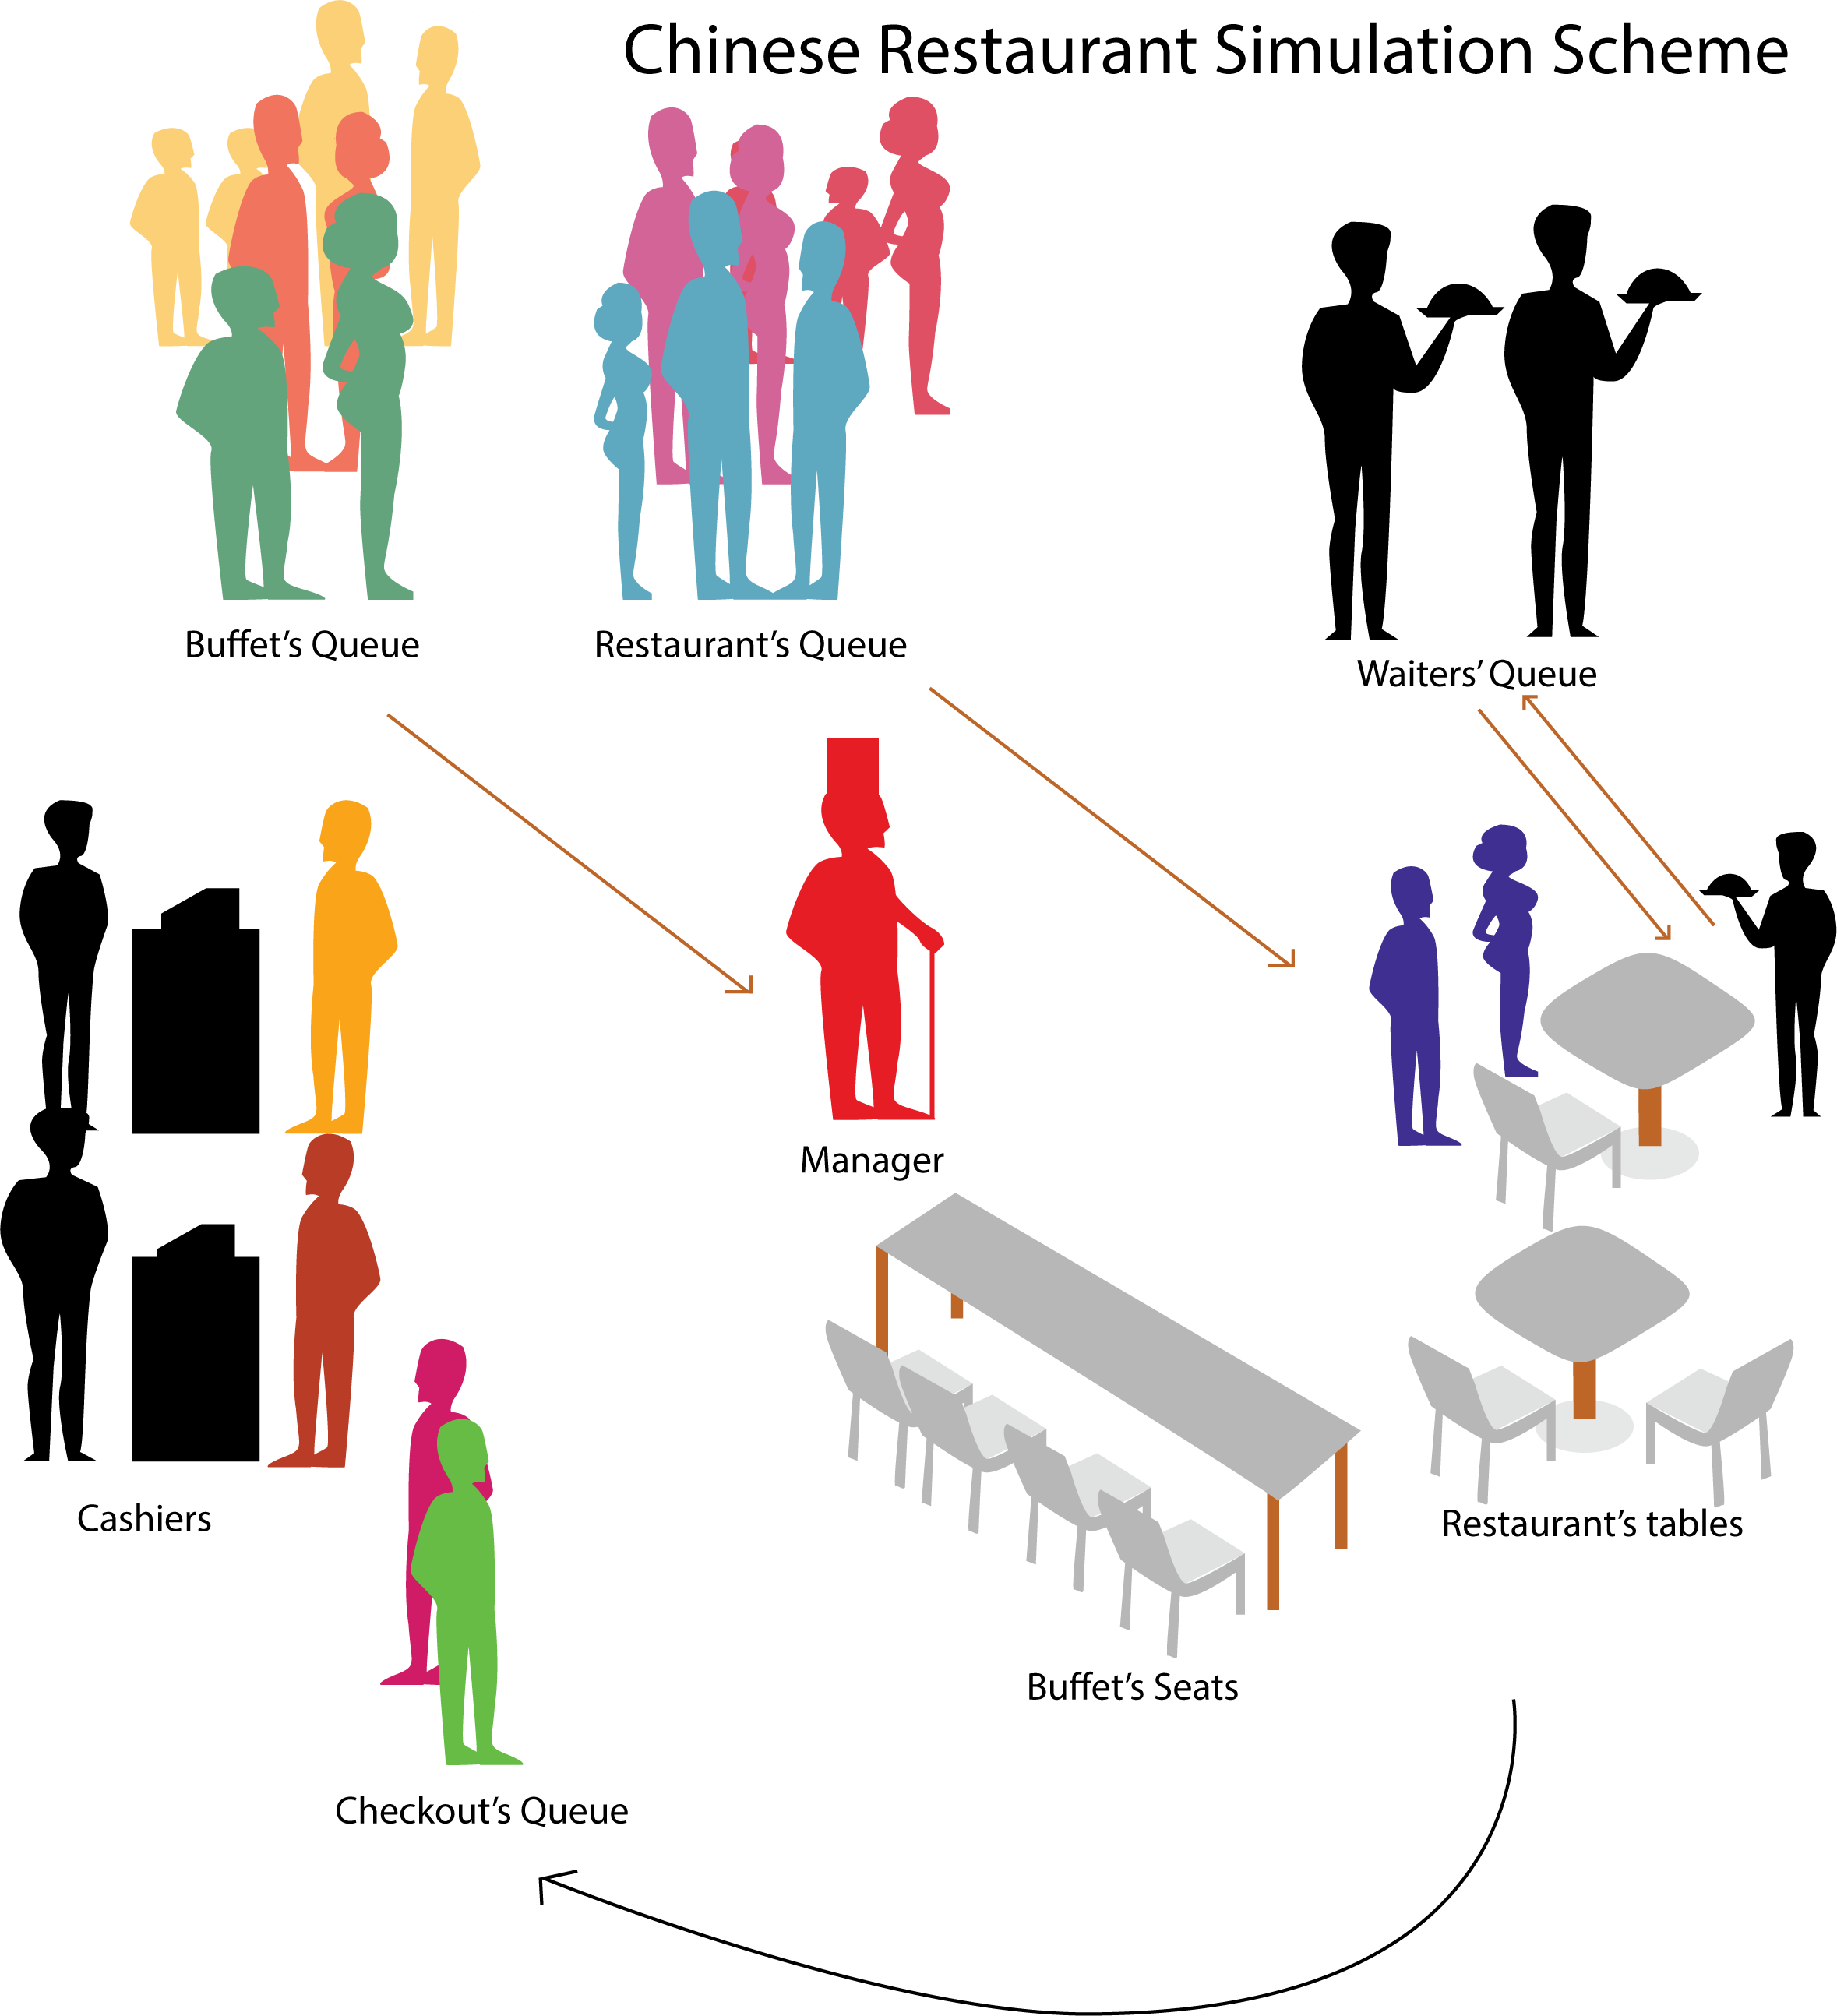 Chinese Restaurant Simulation Scheme
Buffet’s Queue
Restaurant’s Queue
Waiters’ Queue
Manager
Cashiers
Restaurant’s tables
Buffet’s Seats
Checkout’s Queue